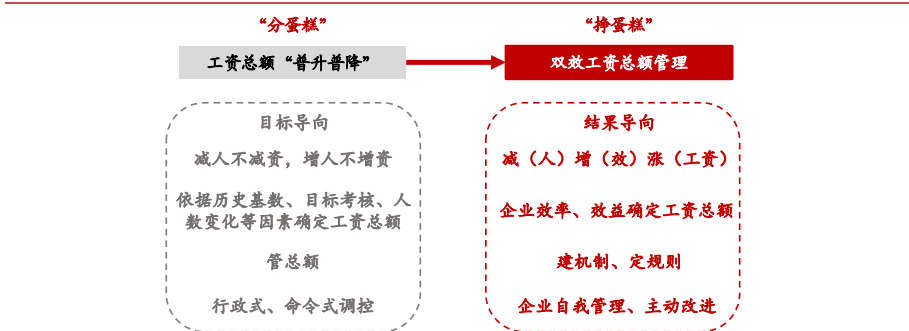 “分蛋糕”
“挣蛋糕”
工资总额“普升普降”
双效工资总额管理
目标导向
减人不减资，增人不增资
依据历史基数、目标考核、人
数变化等因素确定工资总额
管总额
行政式、命令式调控
结果导向
减（人）增（效）涨（工资）
企业效率、效益确定工资总额
建机制、定规则
企业自我管理、主动改进